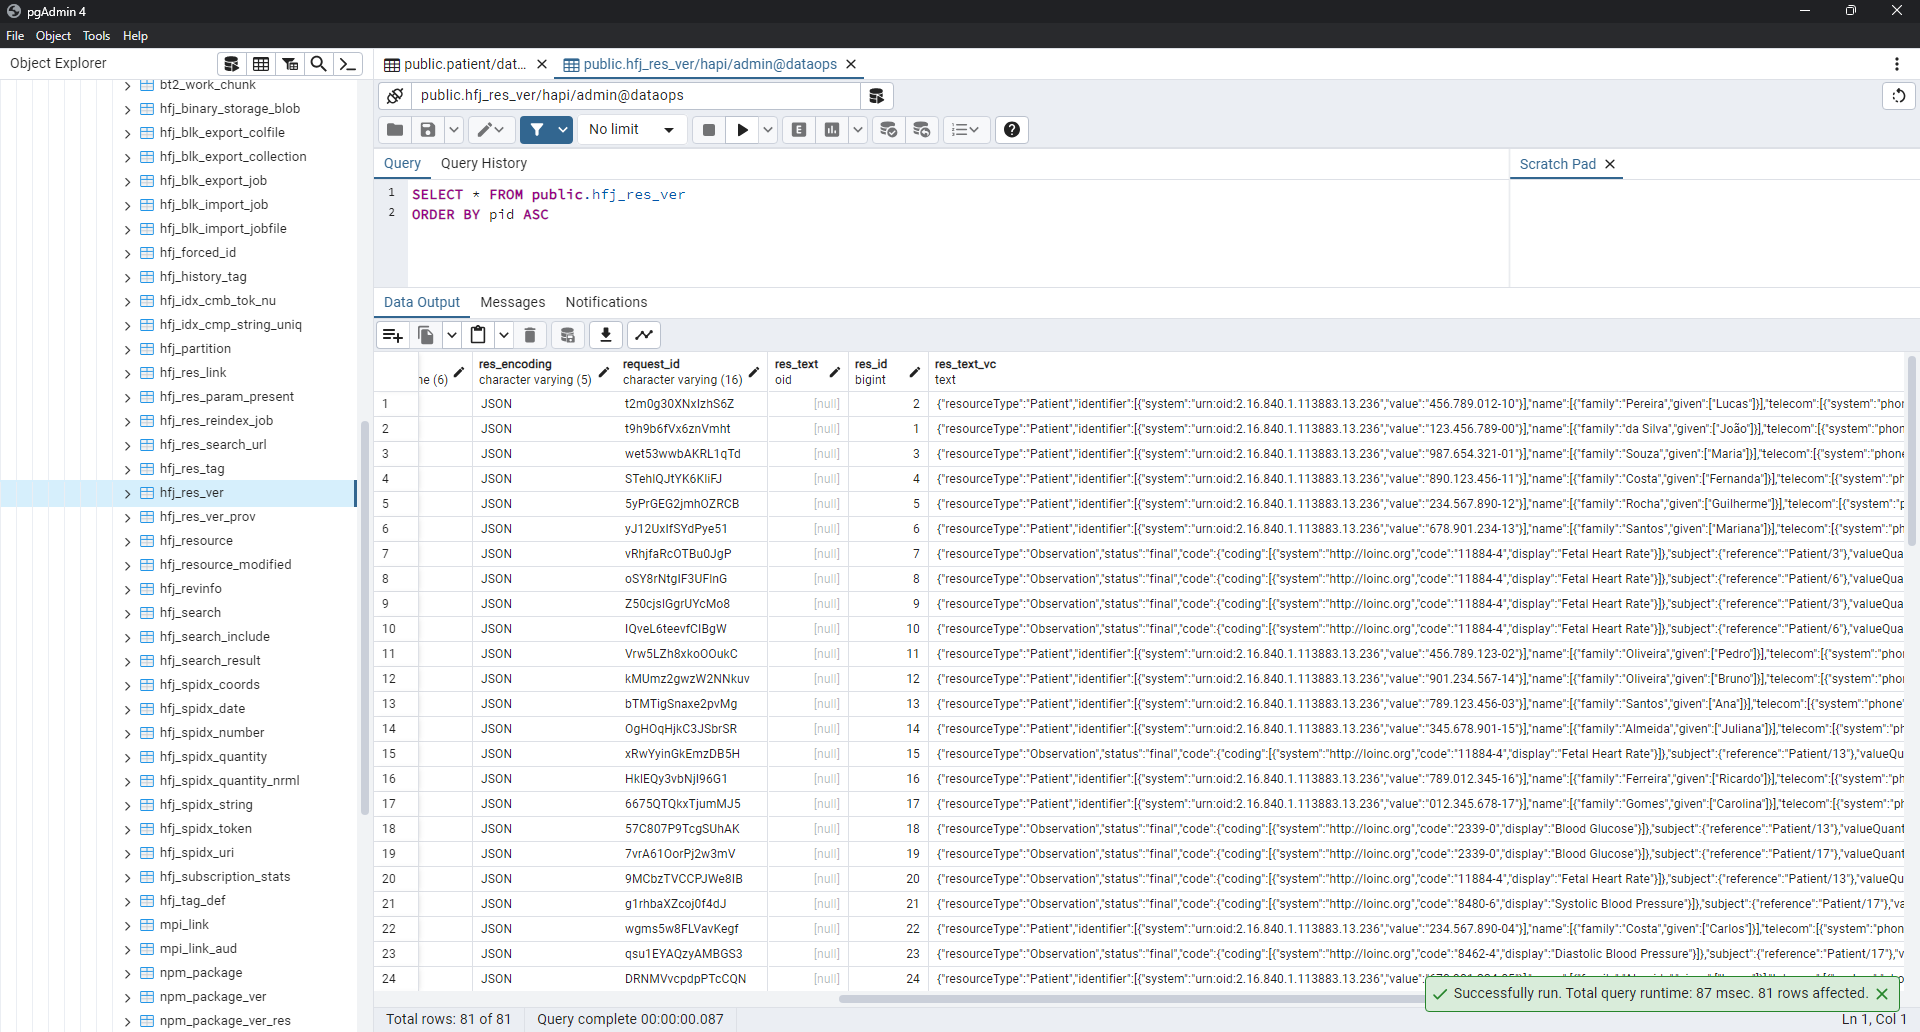 pgAdmin 4
File Object Tools Help
Object Explorer
bt2_work_chunk
hfj_binary_storage_blob
hfj_blk_export_colfile
hfj_blk_export_collection
hfj_blk_export_job
hfj_blk_import_job
hfj_blk_import_jobfile
hfj_forced_id
hfj_history_tag
hfj_idx_cmb_tok_nu
hfj_idx_cmp_string_uniq
hfj_partition
hfj_res_link
hfj_res_param_present
hfj_res_reindex_job
hfj_res_search_url
hfj_res_tag
hfj_res_ver
hfj_res_ver_prov
hfj_resource
hfj_resource_modified
hfj_revinfo
hfj_search
hfj_search_include
hfj_search_result
hfj_spidx_coords
hfj_spidx_date
hfj_spidx_number
hfj_spidx_quantity
hfj_spidx_quantity_nrml
hfj_spidx_string
hfj_spidx_token
hfj_spidx_uri
hfj_subscription_stats
hfj_tag_def
mpi_link
mpi_link_aud
npm_package
npm_package_ver
npm_package_ver_res
public.patient/dat... public.hfj_res_ver/hapi/admin@dataops
public.hfj_res_ver/hapi/admin@dataops
No limit
E
Query Query History Scratch Pad
1 SELECT * FROM public.hfj_res_ver
2 ORDER BY pid ASC
Data Output Messages Notifications
res_encoding request_id res_text res_id res_text_vc
ne (6) character varying (5) character varying (16) oid bigint text
1 JSON t2m0g30XNxIzhS6Z [null] 2 {"resourceType":"Patient","identifier":[{"system":"urn:oid:2.16.840.1.113883.13.236","value":"456.789.012-10"}],"name":[{"family":"Pereira","given":["Lucas"]}],"telecom":[{"system":"phon
2 JSON t9h9b6fVx6znVmht [null] 1 {"resourceType":"Patient","identifier":[{"system":"urn:oid:2.16.840.1.113883.13.236","value":"123.456.789-00"}],"name":[{"family":"da Silva","given":["João"]}],"telecom":[{"system":"phon
3 JSON wet53wwbAKRL1qTd [null] 3 {"resourceType":"Patient","identifier":[{"system":"urn:oid:2.16.840.1.113883.13.236","value":"987.654.321-01"}],"name":[{"family":"Souza","given":["Maria"]}],"telecom":[{"system":"phone
4 JSON STehlQJtYK6KliFJ [null] 4 {"resourceType":"Patient","identifier":[{"system":"urn:oid:2.16.840.1.113883.13.236","value":"890.123.456-11"}],"name":[{"family":"Costa","given":["Fernanda"]}],"telecom":[{"system":"ph
5 JSON 5yPrGEG2jmhOZRCB [null] 5 {"resourceType":"Patient","identifier":[{"system":"urn:oid:2.16.840.1.113883.13.236","value":"234.567.890-12"}],"name":[{"family":"Rocha","given":["Guilherme"]}],"telecom":[{"system":"p
6 JSON yJ12UxlfSYdPye51 [null] 6 {"resourceType":"Patient","identifier":[{"system":"urn:oid:2.16.840.1.113883.13.236","value":"678.901.234-13"}],"name":[{"family":"Santos","given":["Mariana"]}],"telecom":[{"system":"ph
7 JSON vRhjfaRcOTBu0JgP [null] 7 {"resourceType":"Observation","status":"final","code":{"coding":[{"system":"http://loinc.org","code":"11884-4","display":"Fetal Heart Rate"}]},"subject":{"reference":"Patient/3"},"valueQua
8 JSON oSY8rNtgIF3UFlnG [null] 8 {"resourceType":"Observation","status":"final","code":{"coding":[{"system":"http://loinc.org","code":"11884-4","display":"Fetal Heart Rate"}]},"subject":{"reference":"Patient/6"},"valueQua
9 JSON Z50cjsIGgrUYcMo8 [null] 9 {"resourceType":"Observation","status":"final","code":{"coding":[{"system":"http://loinc.org","code":"11884-4","display":"Fetal Heart Rate"}]},"subject":{"reference":"Patient/3"},"valueQua
10 JSON IQveL6teevfCIBgW [null] 10 {"resourceType":"Observation","status":"final","code":{"coding":[{"system":"http://loinc.org","code":"11884-4","display":"Fetal Heart Rate"}]},"subject":{"reference":"Patient/6"},"valueQua
11 JSON Vrw5LZh8xkoOOukC [null] 11 {"resourceType":"Patient","identifier":[{"system":"urn:oid:2.16.840.1.113883.13.236","value":"456.789.123-02"}],"name":[{"family":"Oliveira","given":["Pedro"]}],"telecom":[{"system":"phon
12 JSON kMUmz2gwzW2NNkuv [null] 12 {"resourceType":"Patient","identifier":[{"system":"urn:oid:2.16.840.1.113883.13.236","value":"901.234.567-14"}],"name":[{"family":"Oliveira","given":["Bruno"]}],"telecom":[{"system":"phon
13 JSON bTMTigSnaxe2pvMg [null] 13 {"resourceType":"Patient","identifier":[{"system":"urn:oid:2.16.840.1.113883.13.236","value":"789.123.456-03"}],"name":[{"family":"Santos","given":["Ana"]}],"telecom":[{"system":"phone"
14 JSON OgHOqHjkC3JSbrSR [null] 14 {"resourceType":"Patient","identifier":[{"system":"urn:oid:2.16.840.1.113883.13.236","value":"345.678.901-15"}],"name":[{"family":"Almeida","given":["Juliana"]}],"telecom":[{"system":"ph
15 JSON xRwYyinGkEmzDB5H [null] 15 {"resourceType":"Observation","status":"final","code":{"coding":[{"system":"http://loinc.org","code":"11884-4","display":"Fetal Heart Rate"}]},"subject":{"reference":"Patient/13"},"valueQu
16 JSON HkIEQy3vbNjI96G1 [null] 16 {"resourceType":"Patient","identifier":[{"system":"urn:oid:2.16.840.1.113883.13.236","value":"789.012.345-16"}],"name":[{"family":"Ferreira","given":["Ricardo"]}],"telecom":[{"system":"ph
17 JSON 6675QTQkxTjumMJ5 [null] 17 {"resourceType":"Patient","identifier":[{"system":"urn:oid:2.16.840.1.113883.13.236","value":"012.345.678-17"}],"name":[{"family":"Gomes","given":["Carolina"]}],"telecom":[{"system":"ph
18 JSON 57C807P9TcgSUhAK [null] 18 {"resourceType":"Observation","status":"final","code":{"coding":[{"system":"http://loinc.org","code":"2339-0","display":"Blood Glucose"}]},"subject":{"reference":"Patient/13"},"valueQuant
19 JSON 7vrA61OorPj2w3mV [null] 19 {"resourceType":"Observation","status":"final","code":{"coding":[{"system":"http://loinc.org","code":"2339-0","display":"Blood Glucose"}]},"subject":{"reference":"Patient/17"},"valueQuant
20 JSON 9MCbzTVCCPJWe8IB [null] 20 {"resourceType":"Observation","status":"final","code":{"coding":[{"system":"http://loinc.org","code":"11884-4","display":"Fetal Heart Rate"}]},"subject":{"reference":"Patient/13"},"valueQu
21 JSON g1rhbaXZcoj0f4dJ [null] 21 {"resourceType":"Observation","status":"final","code":{"coding":[{"system":"http://loinc.org","code":"8480-6","display":"Systolic Blood Pressure"}]},"subject":{"reference":"Patient/17"},"va
22 JSON wgms5w8FLVavKegf [null] 22 {"resourceType":"Patient","identifier":[{"system":"urn:oid:2.16.840.1.113883.13.236","value":"234.567.890-04"}],"name":[{"family":"Costa","given":["Carlos"]}],"telecom":[{"system":"phon
23 JSON qsu1EYAQzyAMBGS3 [null] 23 {"resourceType":"Observation","status":"final","code":{"coding":[{"system":"http://loinc.org","code":"8462-4","display":"Diastolic Blood Pressure"}]},"subject":{"reference":"Patient/17"},"v
24 JSON DRNMVvcpdpPTcCQN [null] 24 {"resourceType":"Patient","identifier":[{"system":"urn:oid:2.16.840.1.113883.13.236","value":
Successfully run. Total query runtime: 87 msec. 81 rows affected.
Total rows: 81 of 81 Query complete 00:00:00.087 Ln 1, Col 1